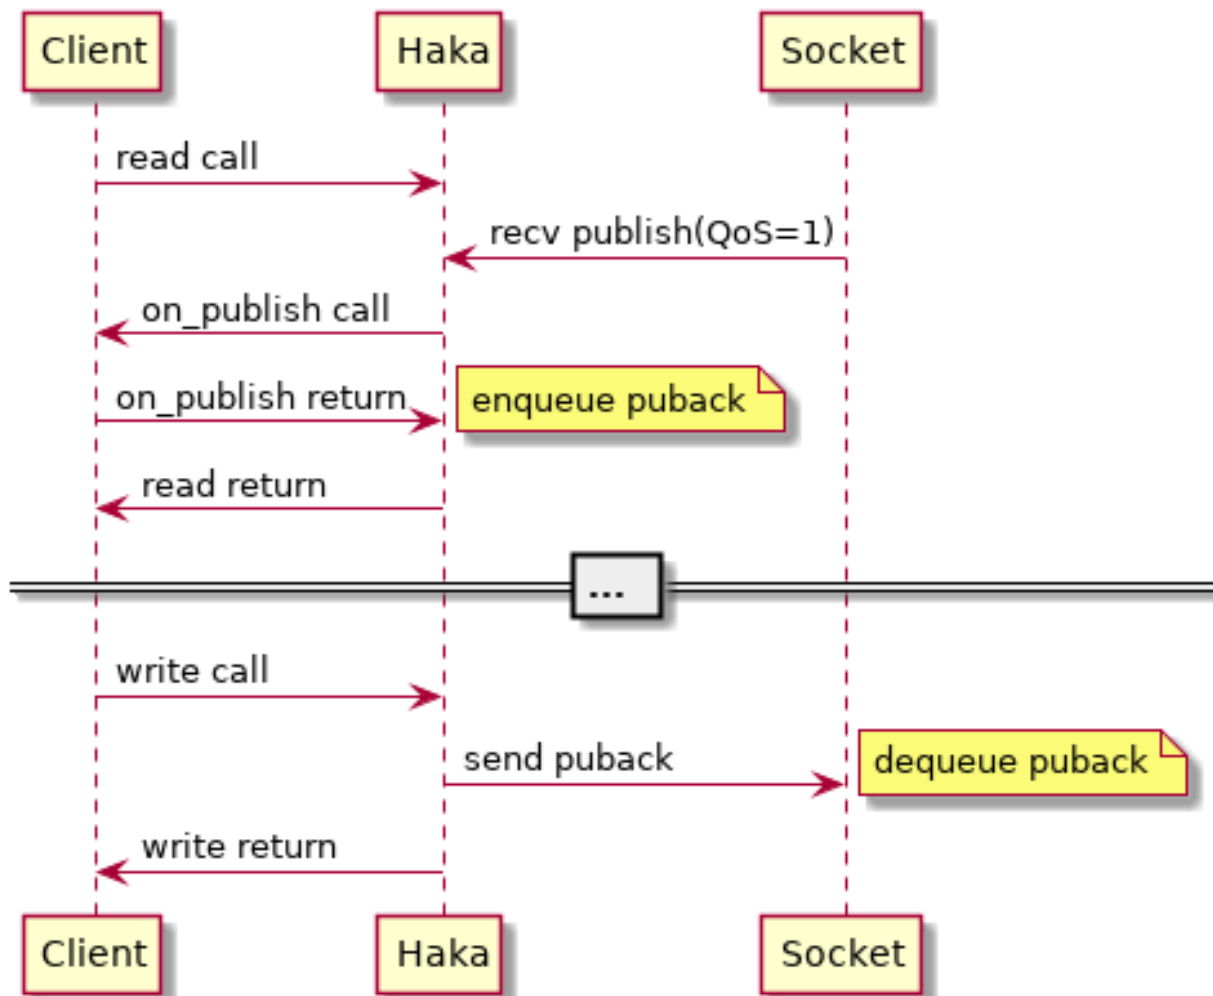 Client Haka Socket
read call
recv publish(QoS=1)
on_publish call
on_publish return
enqueue puback
read return
...
write call
send puback
dequeue puback
write return
Client Haka Socket